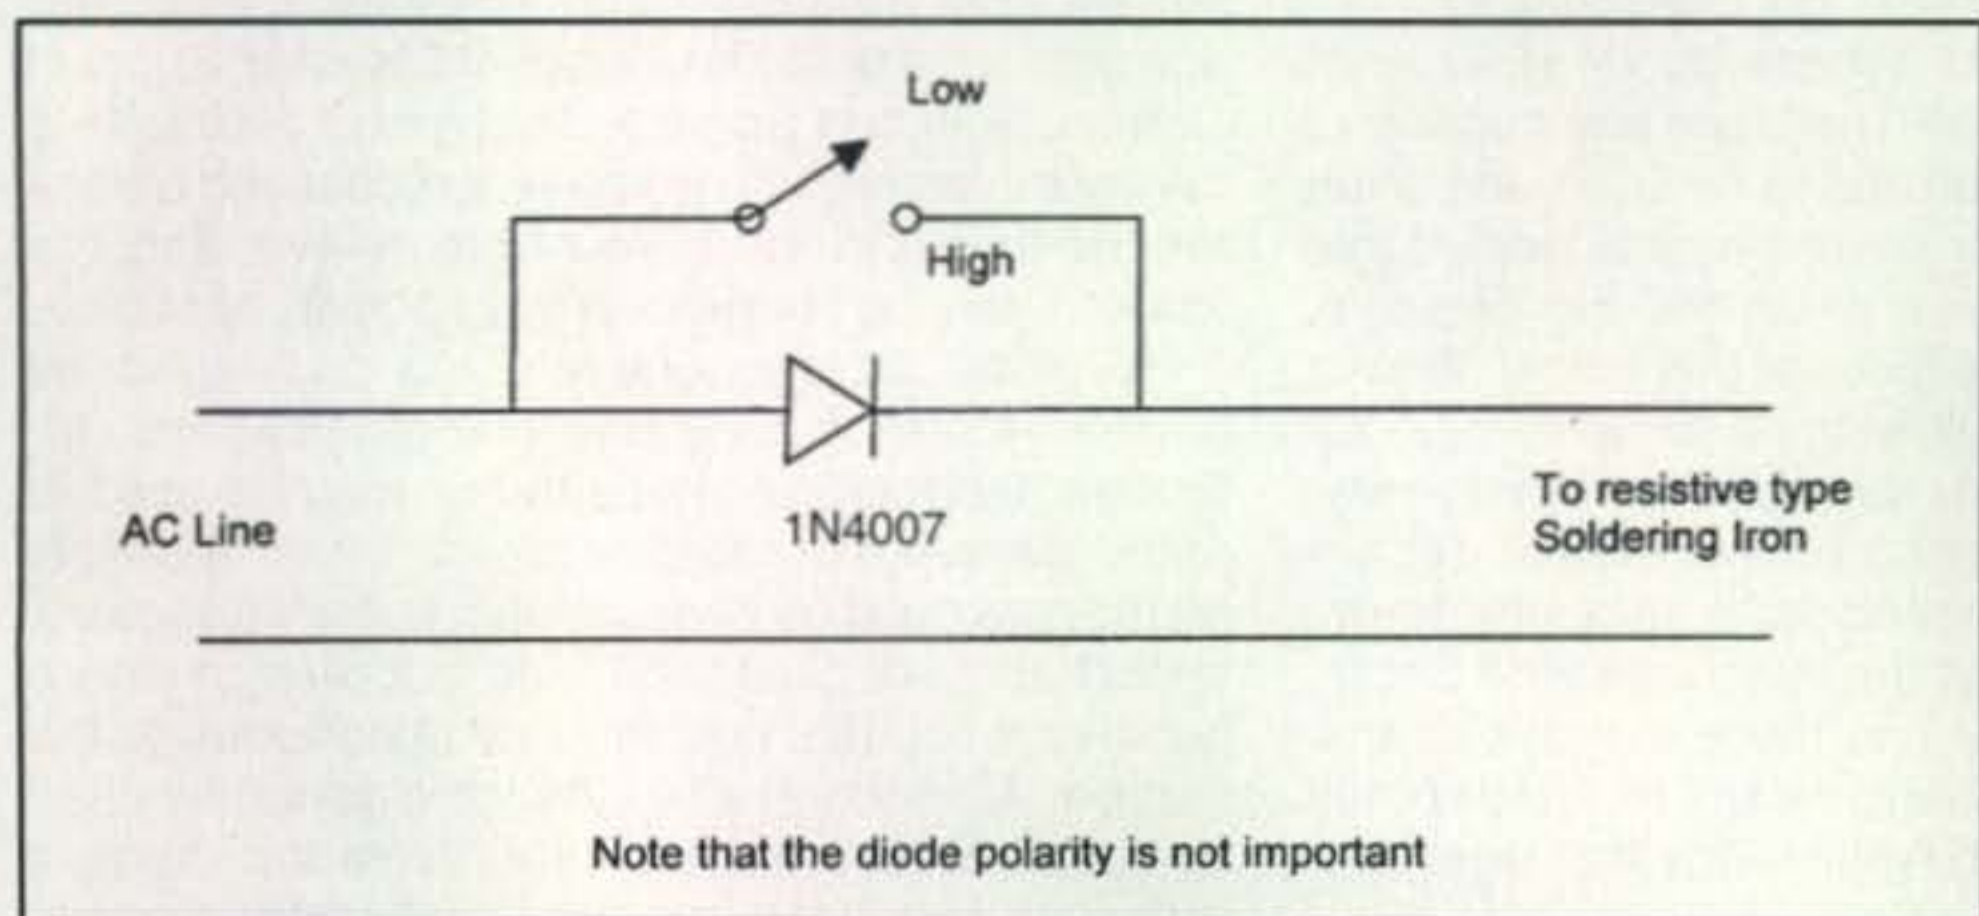 Low
High
AC Line
1N4007
To resistive type
Soldering Iron
Note that the diode polarity is not important